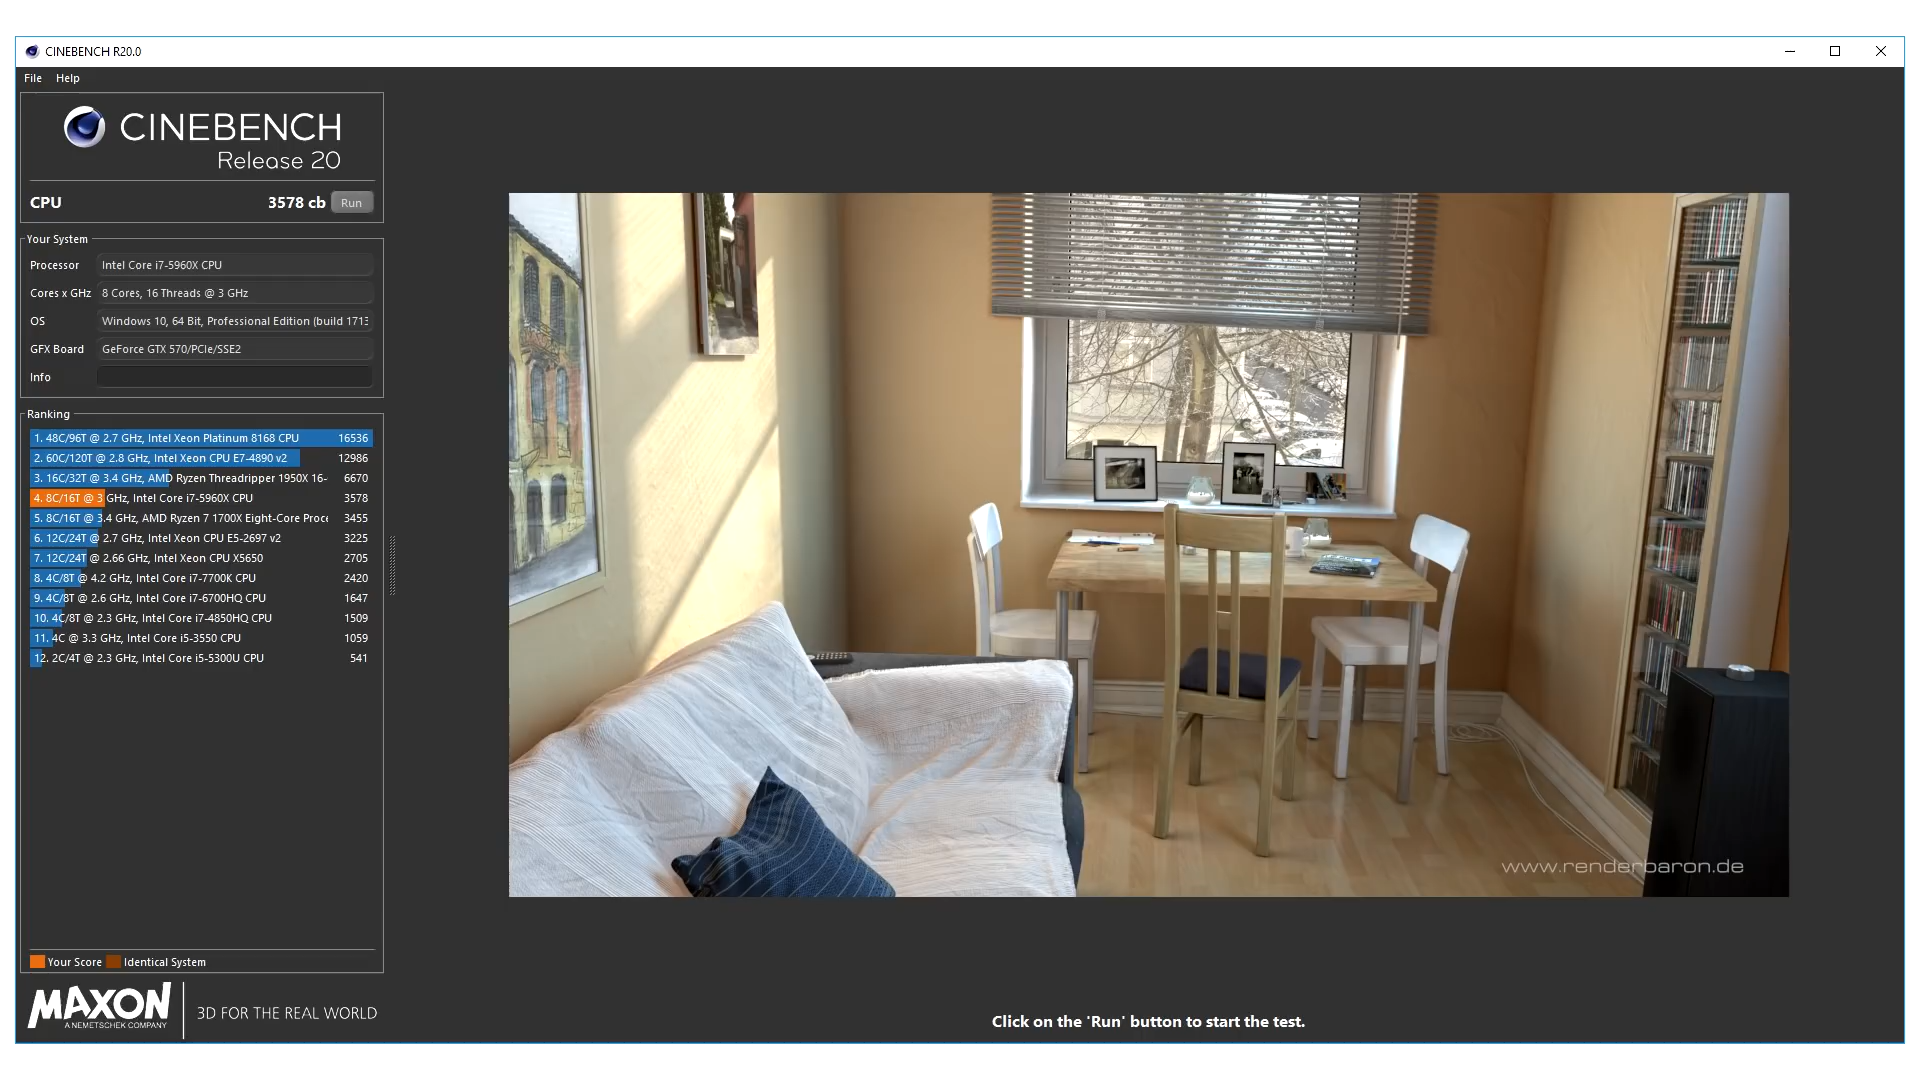 CINEBENCH R20.0
File Help
CINEBENCH
Release 20
CPU 3578 cb Run
Your System
Processor Intel Core i7-5960X CPU
Cores x GHz 8 Cores, 16 Threads @ 3 GHz
OS Windows 10, 64 Bit, Professional Edition (build 1713
GFX Board GeForce GTX 570/PCIe/SSE2
Info
Ranking
1. 48C/96T @ 2.7 GHz, Intel Xeon Platinum 8168 CPU 16536
2. 60C/120T @ 2.8 GHz, Intel Xeon CPU E7-4890 v2 12986
3. 16C/32T @ 3.4 GHz, AMD Ryzen Threadripper 1950X 16- 6670
4. 8C/16T @ 3 GHz, Intel Core i7-5960X CPU 3578
5. 8C/16T @ 3.4 GHz, AMD Ryzen 7 1700X Eight-Core Proce 3455
6. 12C/24T @ 2.7 GHz, Intel Xeon CPU E5-2697 v2 3225
7. 12C/24T @ 2.66 GHz, Intel Xeon CPU X5650 2705
8. 4C/8T @ 4.2 GHz, Intel Core i7-7700K CPU 2420
9. 4C/8T @ 2.6 GHz, Intel Core i7-6700HQ CPU 1647
10. 4C/8T @ 2.3 GHz, Intel Core i7-4850HQ CPU 1509
11. 4C @ 3.3 GHz, Intel Core i5-3550 CPU 1059
12. 2C/4T @ 2.3 GHz, Intel Core i5-5300U CPU 541
Your Score Identical System
MAXON
A NEMETSCHEK COMPANY
3D FOR THE REAL WORLD
www.renderbaron.de
Click on the 'Run' button to start the test.